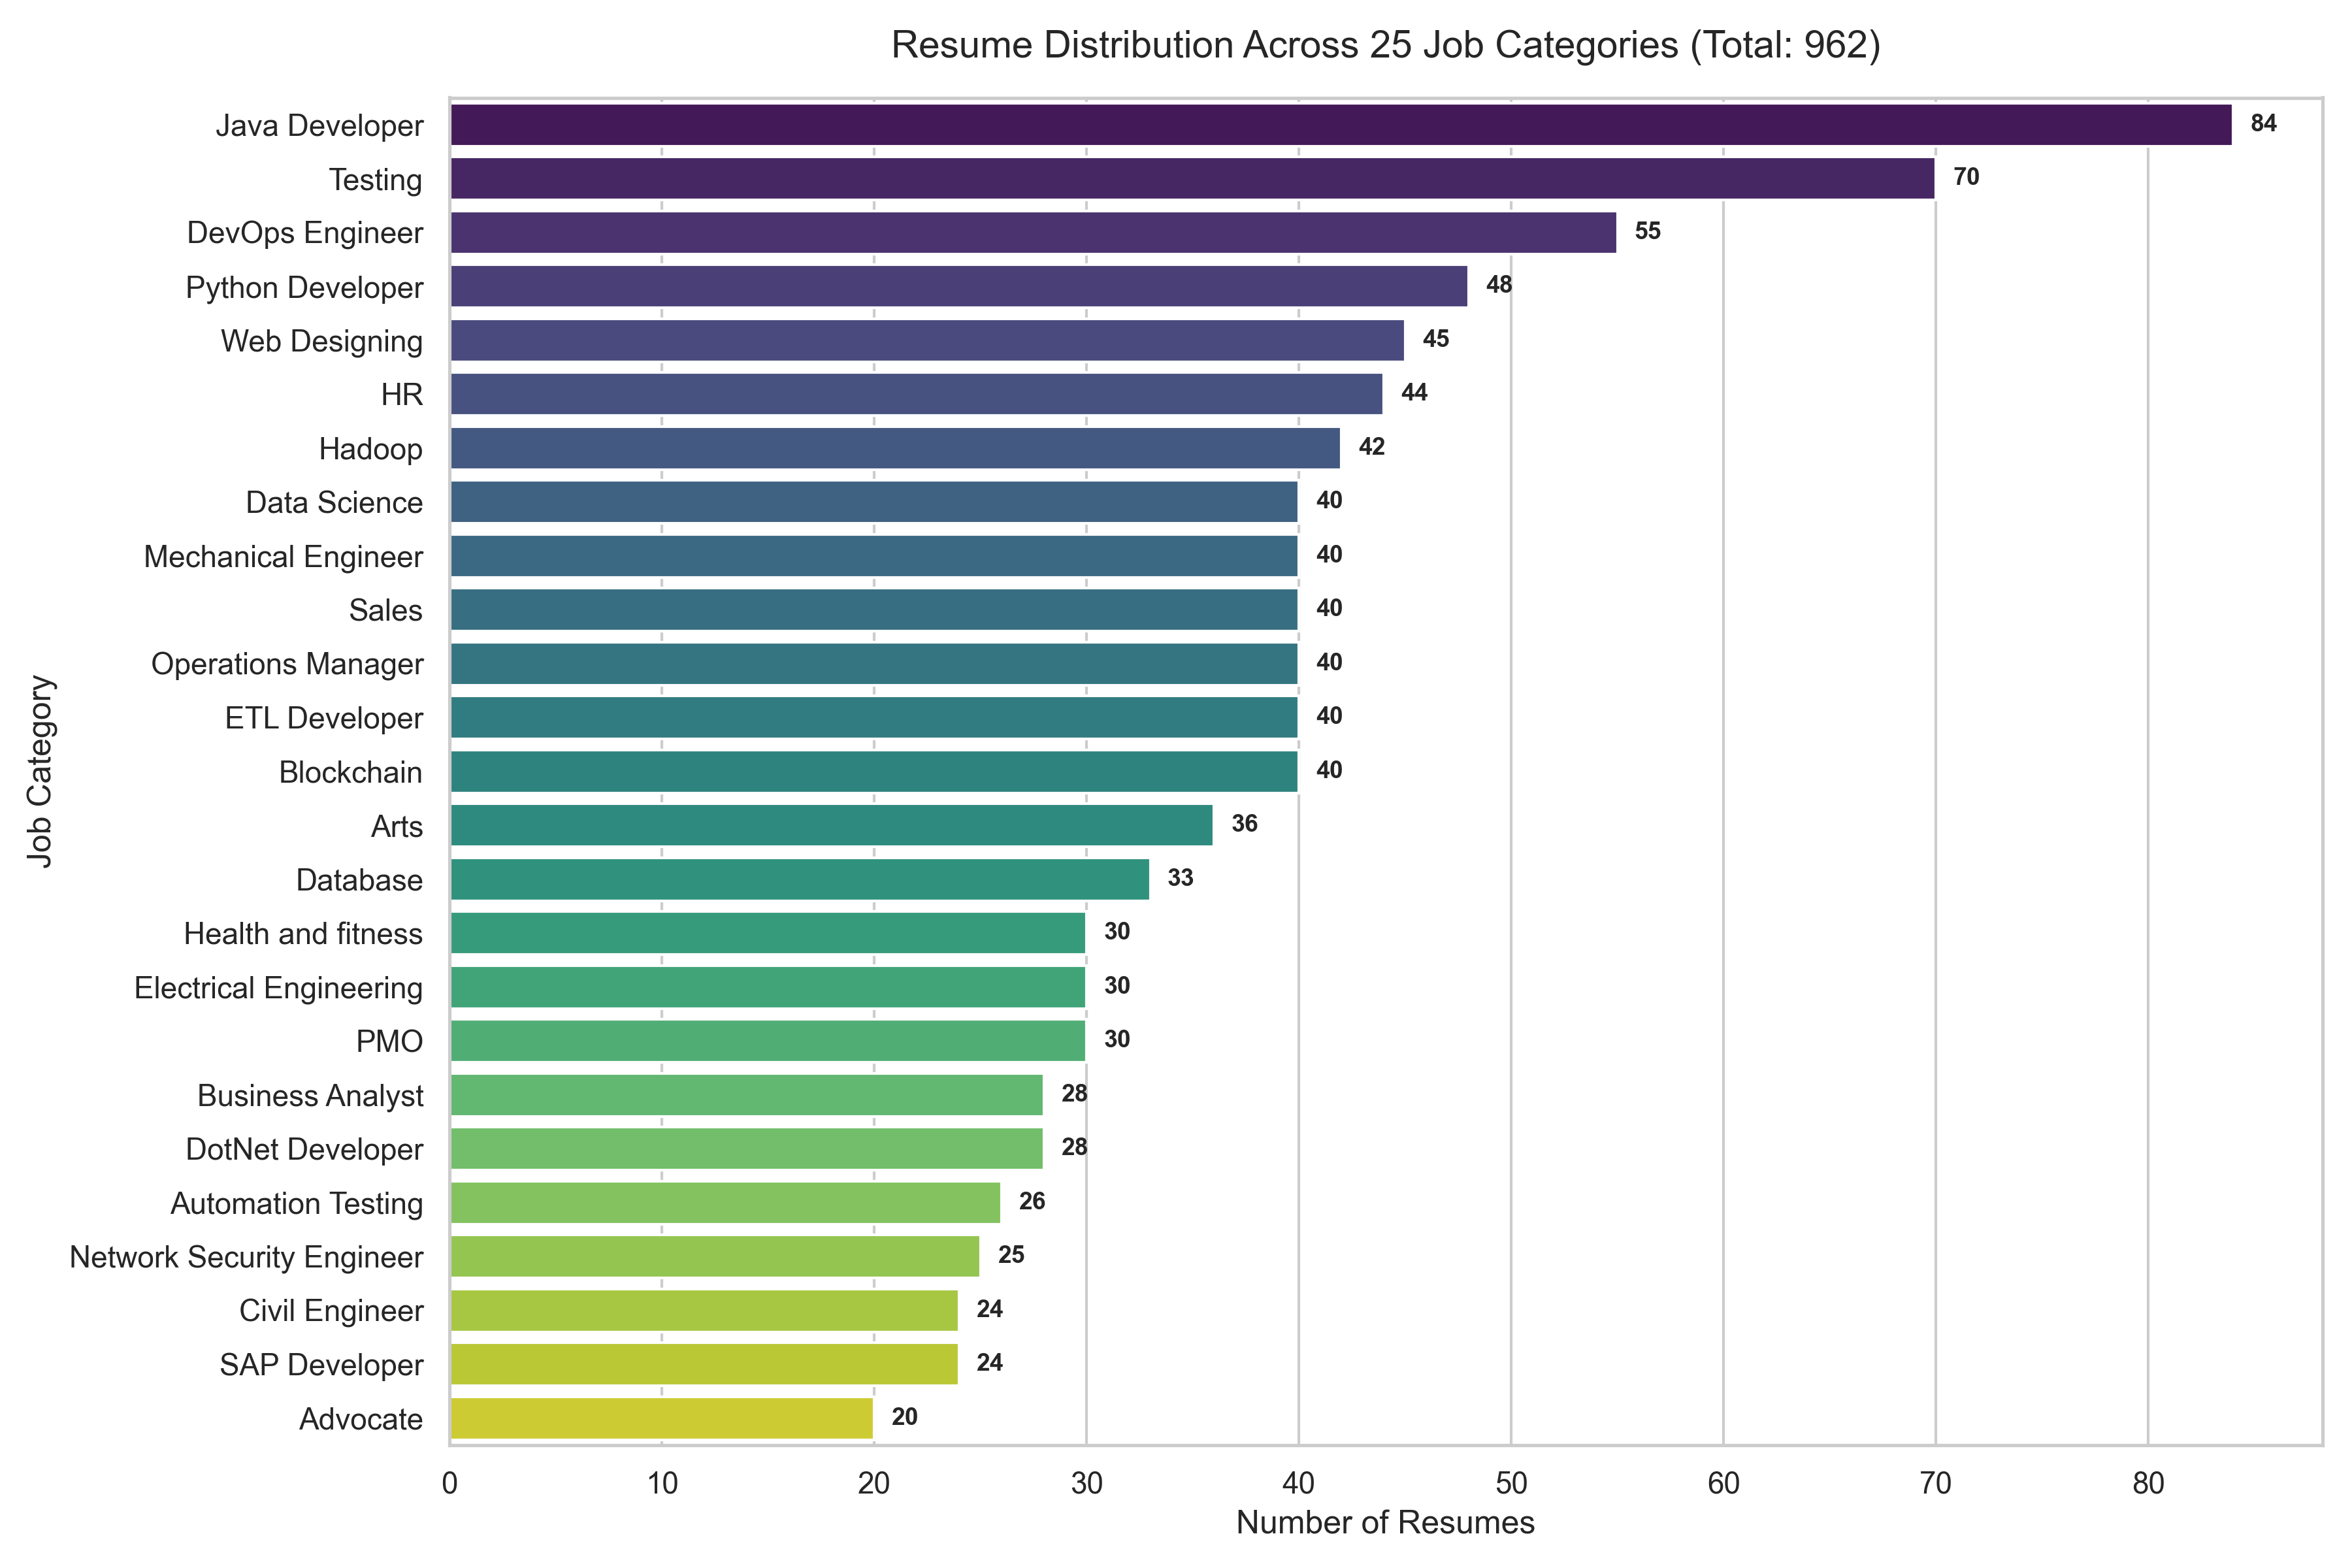 Resume Distribution Across 25 Job Categories (Total: 962)
Job Category
Java Developer 84
Testing 70
DevOps Engineer 55
Python Developer 48
Web Designing 45
HR 44
Hadoop 42
Data Science 40
Mechanical Engineer 40
Sales 40
Operations Manager 40
ETL Developer 40
Blockchain 40
Arts 36
Database 33
Health and fitness 30
Electrical Engineering 30
PMO 30
Business Analyst 28
DotNet Developer 28
Automation Testing 26
Network Security Engineer 25
Civil Engineer 24
SAP Developer 24
Advocate 20
0 10 20 30 40 50 60 70 80
Number of Resumes